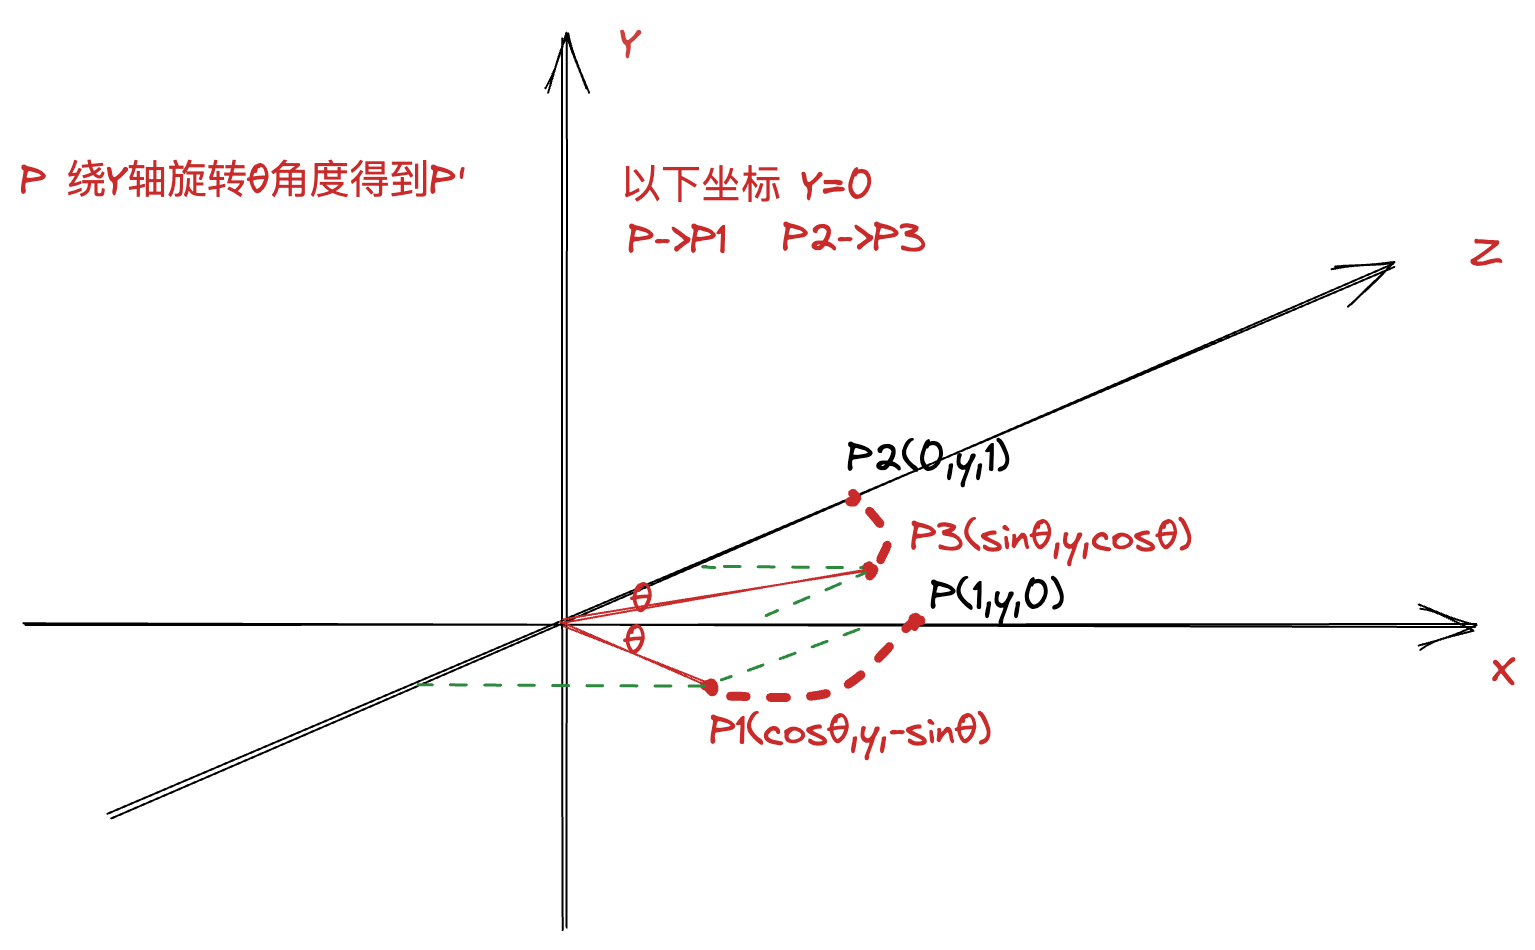 Y
P 绕Y轴旋转θ角度得到P'
以下坐标 Y=0
P->P1 P2->P3
Z
P2(0,y,1)
P3(sinθ,y,cosθ)
θ
P(1,y,0)
θ
X
P1(cosθ,y,-sinθ)